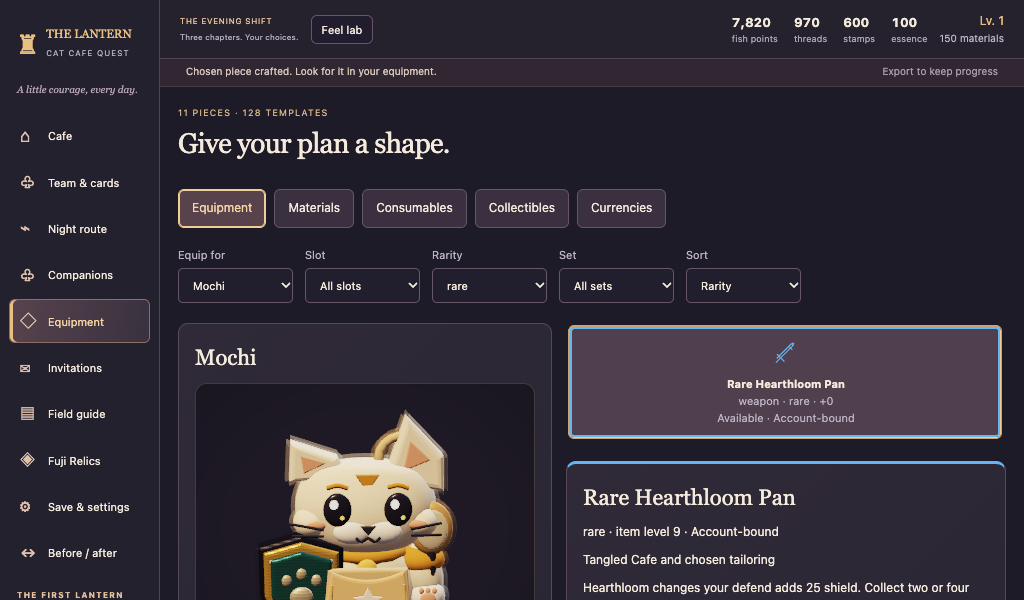 THE LANTERN
CAT CAFE QUEST
A little courage, every day.
Cafe
Team & cards
Night route
Companions
Equipment
Invitations
Field guide
Fuji Relics
Save & settings
Before / after
THE FIRST LANTERN
THE EVENING SHIFT
Three chapters. Your choices.
Feel lab
7,820
fish points
970
threads
600
stamps
100
essence
Lv. 1
150 materials
Chosen piece crafted. Look for it in your equipment.
Export to keep progress
11 PIECES · 128 TEMPLATES
Give your plan a shape.
Equipment
Materials
Consumables
Collectibles
Currencies
Equip for
Mochi
Slot
All slots
Rarity
rare
Set
All sets
Sort
Rarity
Mochi
Rare Hearthloom Pan
weapon · rare · +0
Available · Account-bound
Rare Hearthloom Pan
rare · item level 9 · Account-bound
Tangled Cafe and chosen tailoring
Hearthloom changes your defend adds 25 shield. Collect two or four